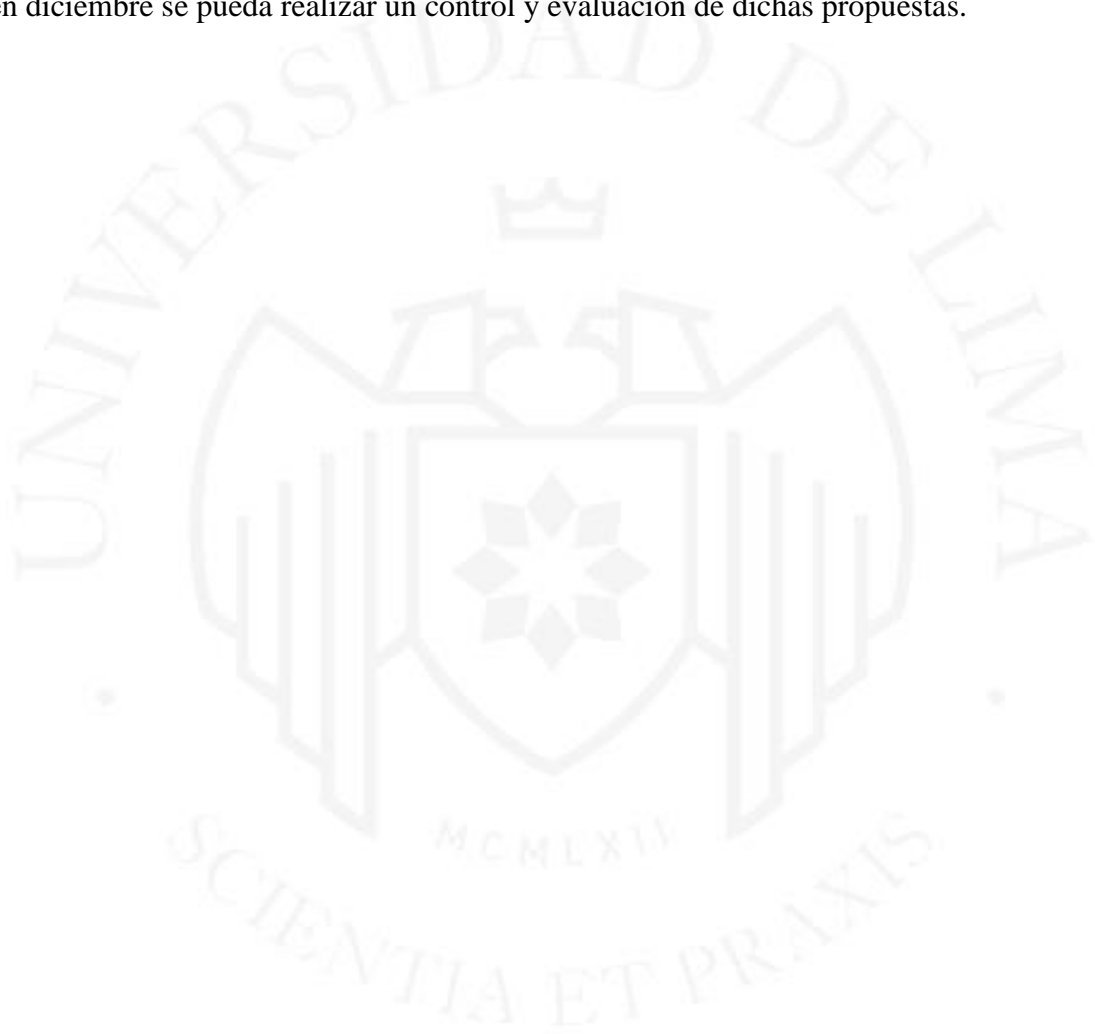 en diciembre se pueda realizar un control y evaluación de dichas propuestas.
UNIVERSIDAD DE LIMA
MCMLXII
SCIENTIA ET PRAXIS